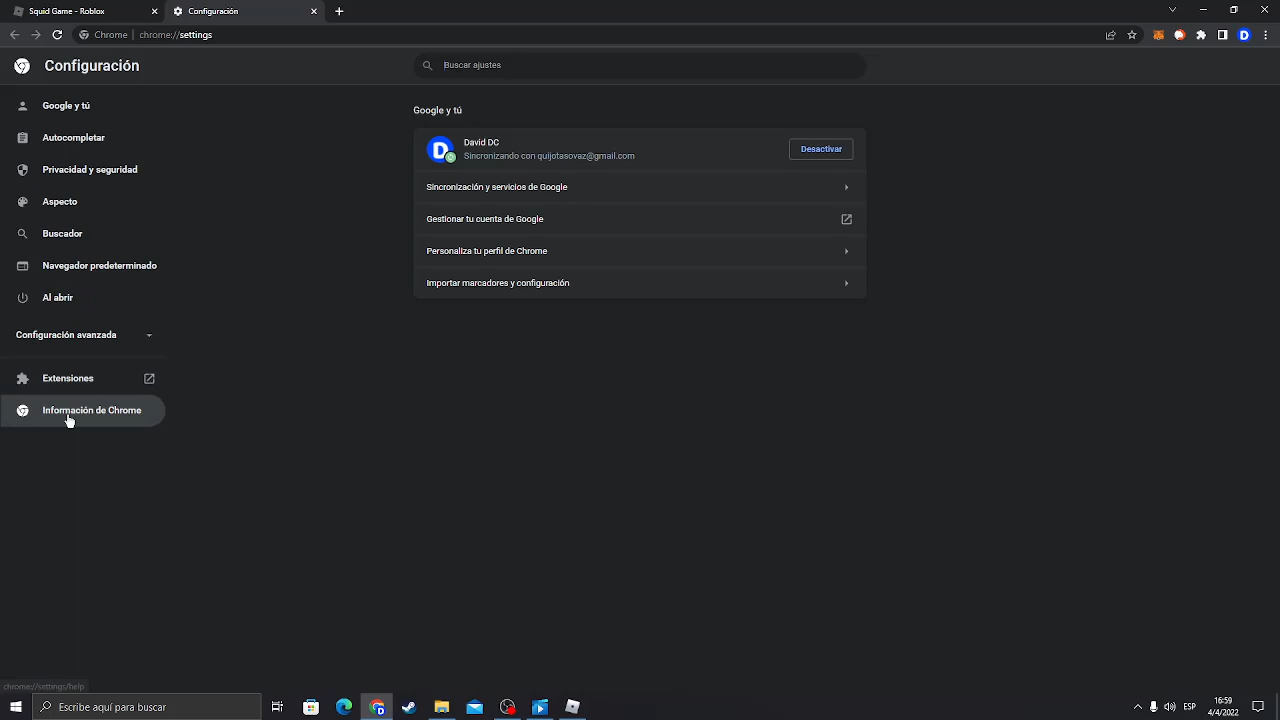 Squid Game - Roblox
Configuración
Chrome
chrome://settings
D
Configuración
Buscar ajustes
Google y tú
Autocompletar
Privacidad y seguridad
Aspecto
Buscador
Navegador predeterminado
Al abrir
Configuración avanzada
Extensiones
Información de Chrome
Google y tú
D
David DC
Sincronizando con quijotasovaz@gmail.com
Desactivar
Sincronización y servicios de Google
Gestionar tu cuenta de Google
Personaliza tu perfil de Chrome
Importar marcadores y configuración
chrome://settings/help
Escribe aquí para buscar
ESP
16:59
4/4/2022